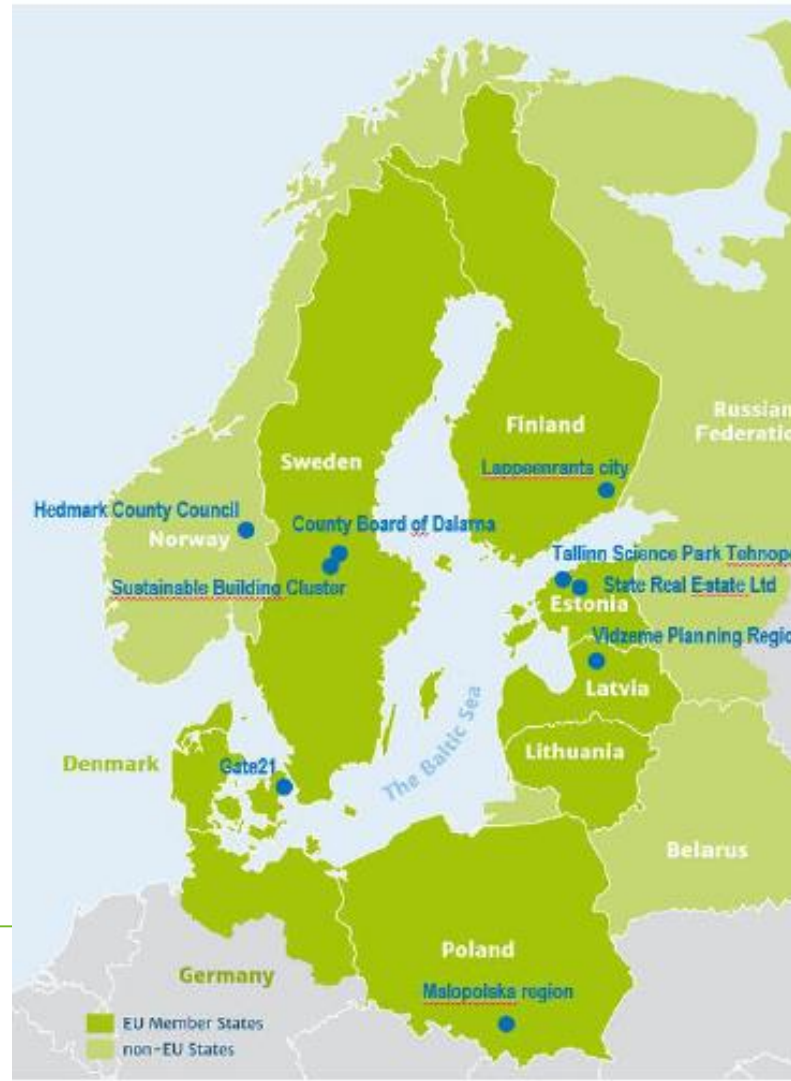 Finland
Russian
Federatio
Lappeenranta city
Sweden
Hedmark County Council
Norway
County Board of Dalarna
Sustainable Building Cluster
Tallinn Science Park Tehnopo
State Real Estate Ltd
Estonia
Vidzeme Planning Regio
Latvia
Lithuania
The Baltic Sea
Denmark
Gate21
Belarus
Poland
Germany
Malopolska region
EU Member States
non-EU States